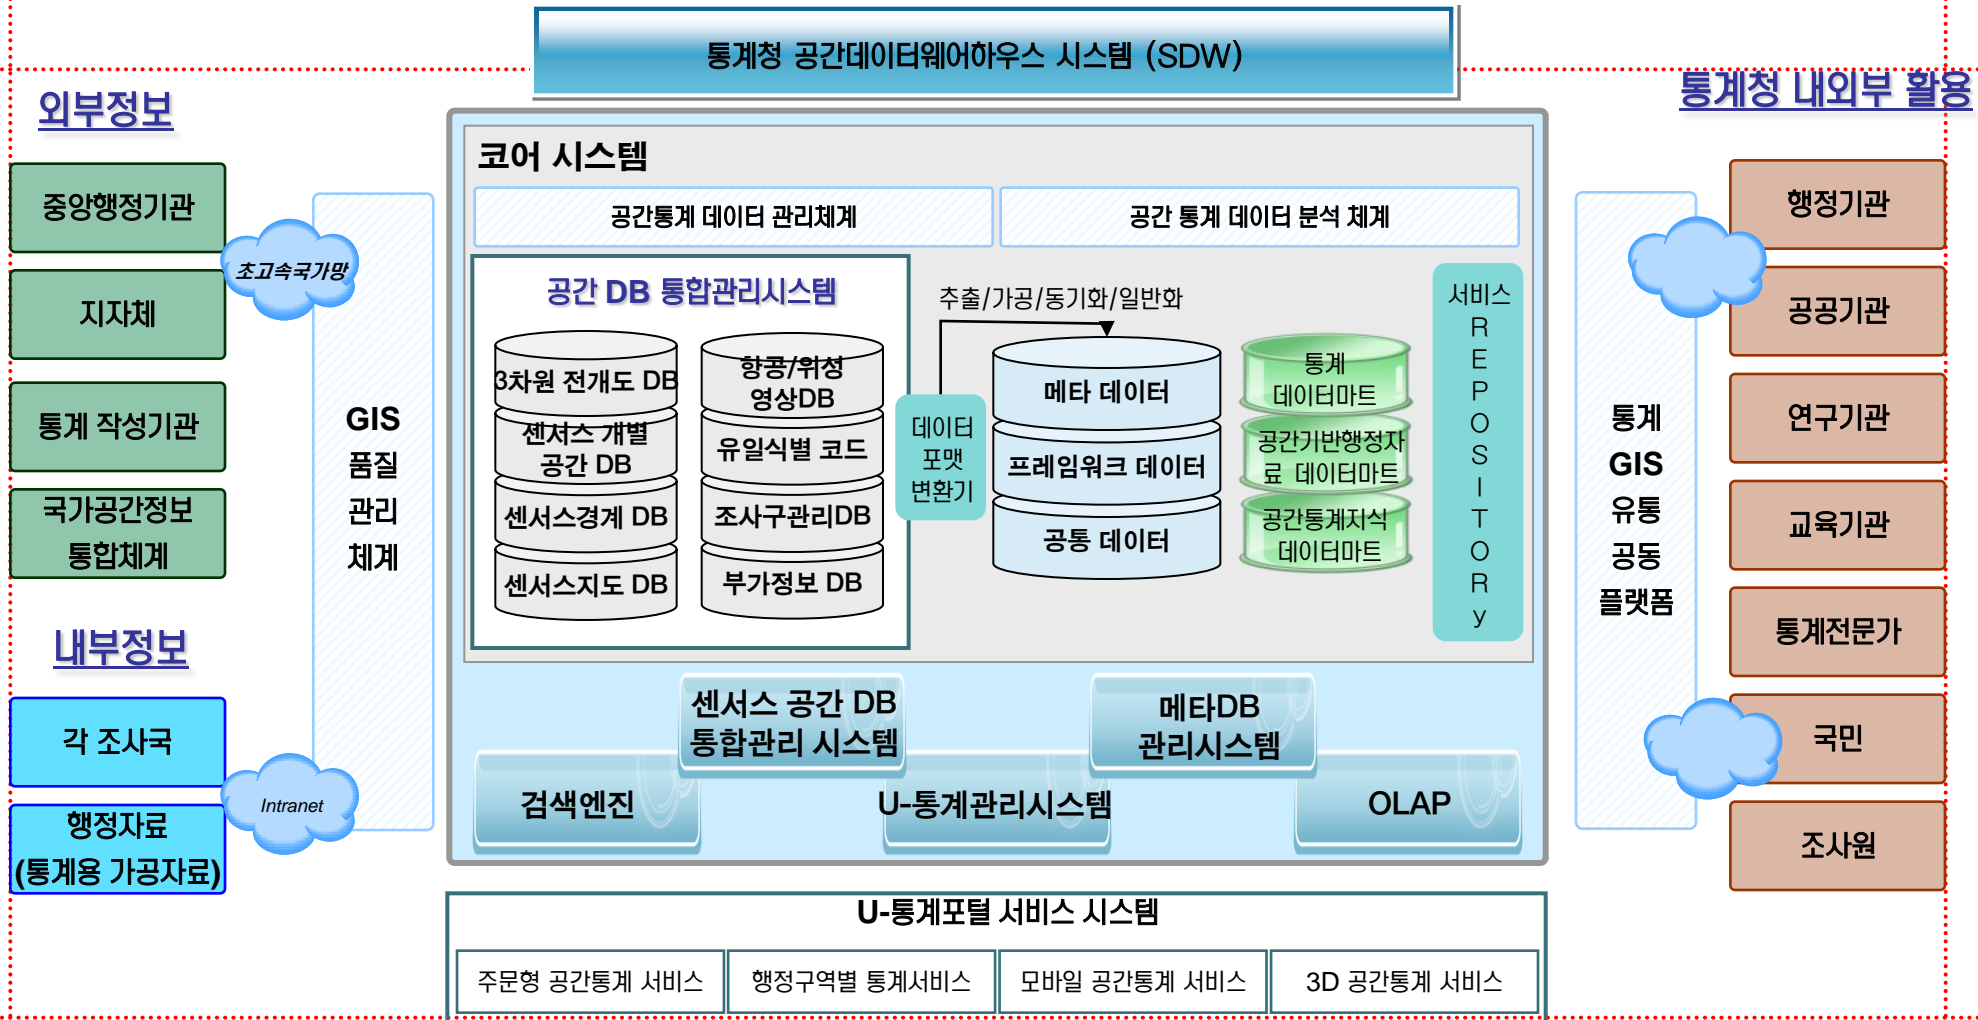 통계청 공간데이터웨어하우스 시스템 (SDW)
외부정보
중앙행정기관
지자체
통계 작성기관
국가공간정보
통합체계
초고속국가망
내부정보
각 조사국
행정자료
(통계용 가공자료)
Intranet
GIS
품질
관리
체계
코어 시스템
공간통계 데이터 관리체계
공간 통계 데이터 분석 체계
공간 DB 통합관리시스템
3차원 전개도 DB
센서스 개별
공간 DB
센서스경계 DB
센서스지도 DB
항공/위성
영상DB
유일식별 코드
조사구관리DB
부가정보 DB
데이터
포맷
변환기
추출/가공/동기화/일반화
메타 데이터
프레임워크 데이터
공통 데이터
통계
데이터마트
공간기반행정자
료 데이터마트
공간통계지식
데이터마트
서비스
R
E
P
O
S
I
T
O
R
y
센서스 공간 DB
통합관리 시스템
메타DB
관리시스템
검색엔진
U-통계관리시스템
OLAP
U-통계포털 서비스 시스템
주문형 공간통계 서비스
행정구역별 통계서비스
모바일 공간통계 서비스
3D 공간통계 서비스
통계
GIS
유통
공동
플랫폼
통계청 내외부 활용
행정기관
공공기관
연구기관
교육기관
통계전문가
국민
조사원